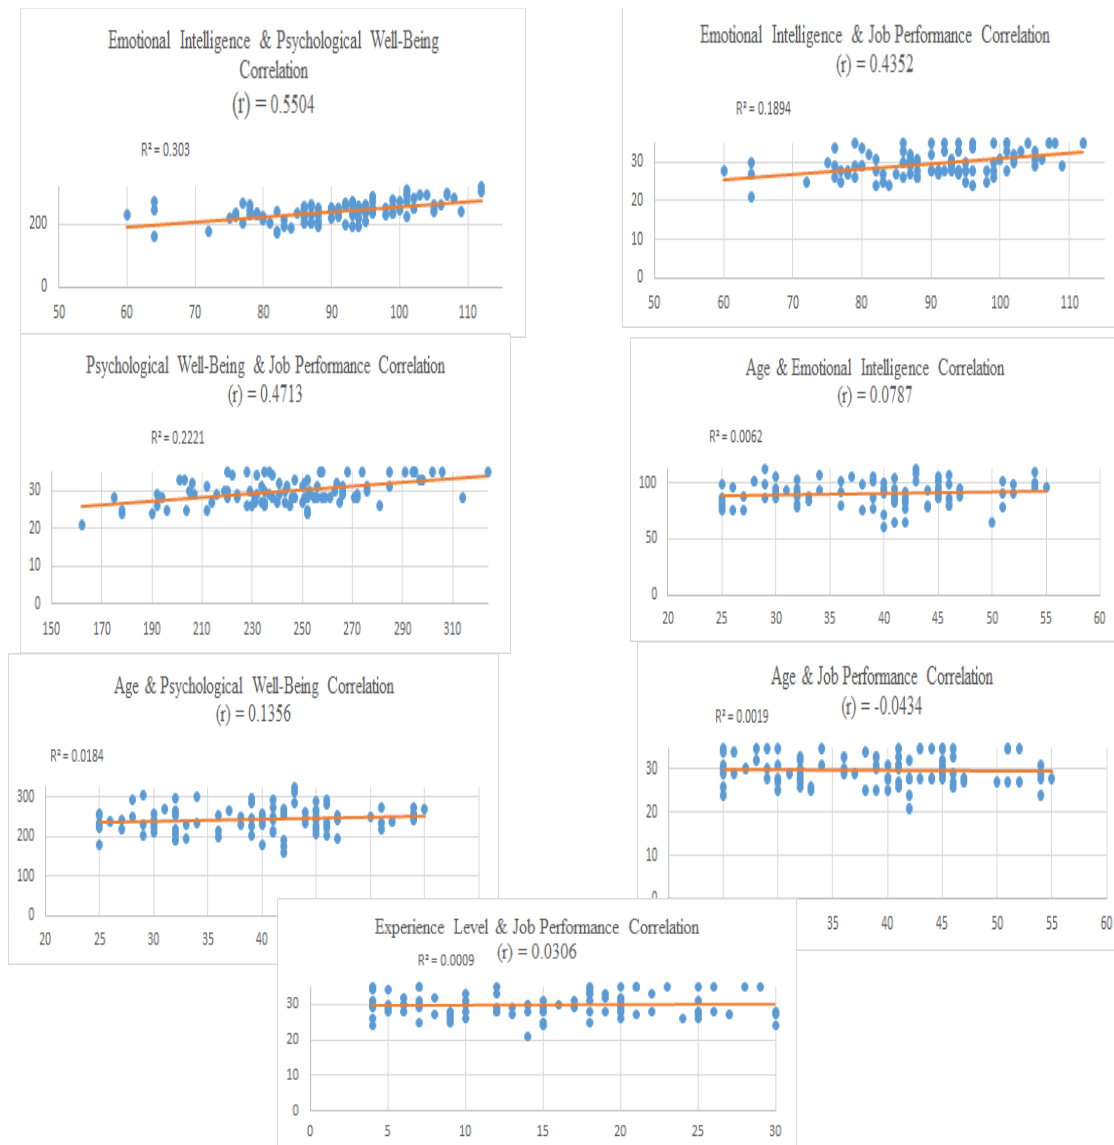 Emotional Intelligence & Psychological Well-Being
Correlation
(r) = 0.5504
R² = 0.303
200
0
50 60 70 80 90 100 110
Emotional Intelligence & Job Performance Correlation
(r) = 0.4352
R² = 0.1894
30
20
10
0
50 60 70 80 90 100 110
Psychological Well-Being & Job Performance Correlation
(r) = 0.4713
R² = 0.2221
30
20
10
0
150 170 190 210 230 250 270 290 310
Age & Emotional Intelligence Correlation
(r) = 0.0787
R² = 0.0062
100
50
0
20 25 30 35 40 45 50 55 60
Age & Psychological Well-Being Correlation
(r) = 0.1356
R² = 0.0184
300
200
100
0
20 25 30 35 40
Age & Job Performance Correlation
(r) = -0.0434
R² = 0.0019
30
20
10
0
35 40 45 50 55 60
Experience Level & Job Performance Correlation
(r) = 0.0306
R² = 0.0009
30
20
10
0
0 5 10 15 20 25 30